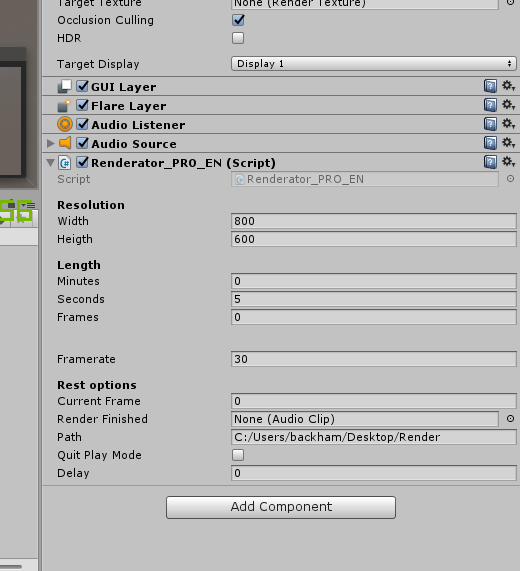 Target Texture None (Render Texture)
Occlusion Culling
HDR
Target Display Display 1
GUI Layer
Flare Layer
Audio Listener
Audio Source
Renderator_PRO_EN (Script)
Script Renderator_PRO_EN
Resolution
Width 800
Heigth 600
Length
Minutes 0
Seconds 5
Frames 0
Framerate 30
Rest options
Current Frame 0
Render Finished None (Audio Clip)
Path C:/Users/backham/Desktop/Render
Quit Play Mode
Delay 0
Add Component